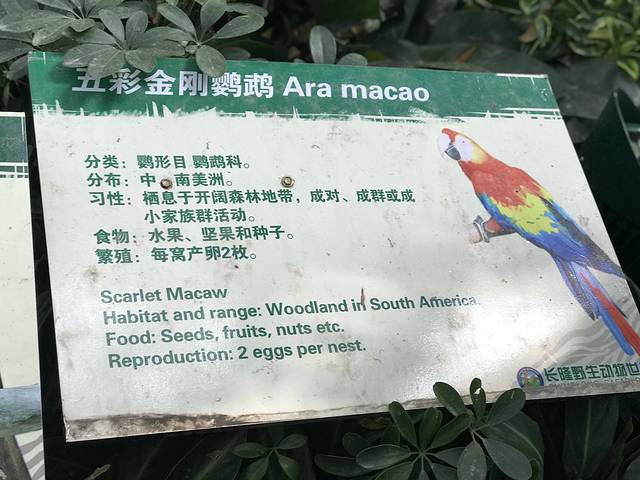 五彩金刚鹦鹉 Ara macao
分类：鹦形目 鹦鹉科。
分布：中、南美洲。
习性：栖息于开阔森林地带，成对、成群或成
小家族群活动。
食物：水果、坚果和种子。
繁殖：每窝产卵2枚。
Scarlet Macaw
Habitat and range: Woodland in South America.
Food: Seeds, fruits, nuts etc.
Reproduction: 2 eggs per nest.
长隆野生动物世